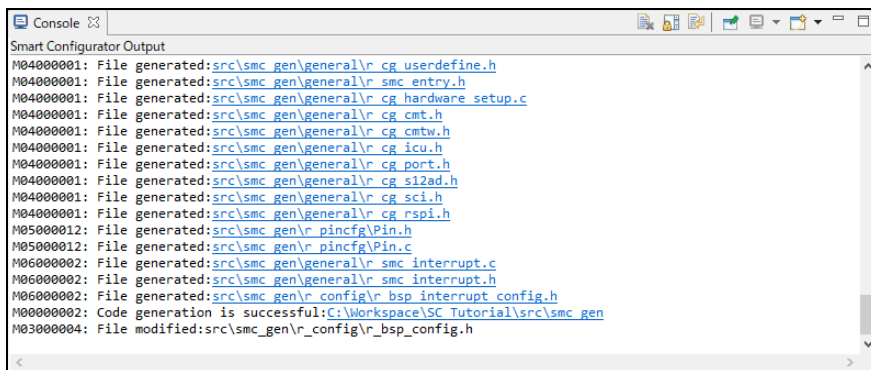 Console
Smart Configurator Output
M04000001: File generated:src\smc_gen\general\r_cg_userdefine.h
M04000001: File generated:src\smc_gen\general\r_smc_entry.h
M04000001: File generated:src\smc_gen\general\r_cg_hardware_setup.c
M04000001: File generated:src\smc_gen\general\r_cg_cmt.h
M04000001: File generated:src\smc_gen\general\r_cg_cmtw.h
M04000001: File generated:src\smc_gen\general\r_cg_icu.h
M04000001: File generated:src\smc_gen\general\r_cg_port.h
M04000001: File generated:src\smc_gen\general\r_cg_s12ad.h
M04000001: File generated:src\smc_gen\general\r_cg_sci.h
M04000001: File generated:src\smc_gen\general\r_cg_rspi.h
M05000012: File generated:src\smc_gen\r_pincfg\Pin.h
M05000012: File generated:src\smc_gen\r_pincfg\Pin.c
M06000002: File generated:src\smc_gen\general\r_smc_interrupt.c
M06000002: File generated:src\smc_gen\general\r_smc_interrupt.h
M06000002: File generated:src\smc_gen\r_config\r_bsp_interrupt_config.h
M00000002: Code generation is successful:C:\Workspace\SC_Tutorial\src\smc_gen
M03000004: File modified:src\smc_gen\r_config\r_bsp_config.h